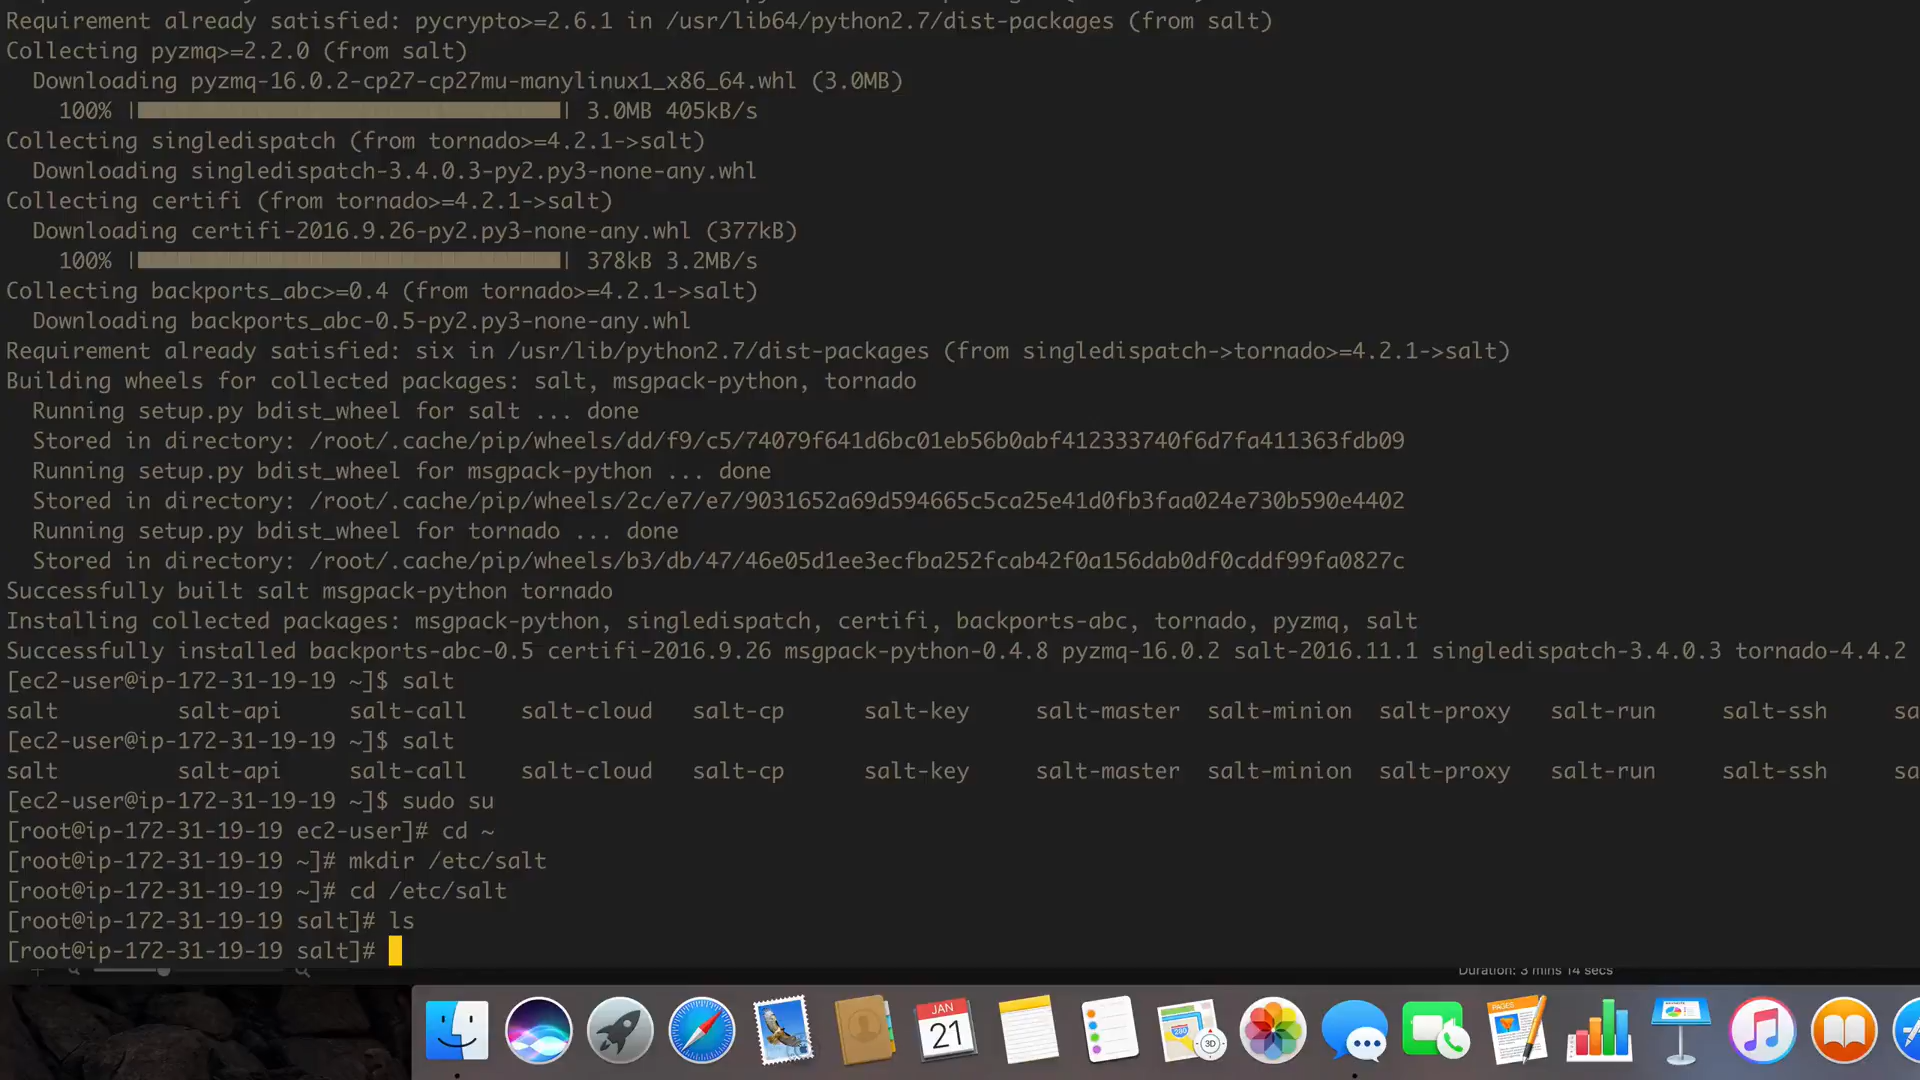 Requirement already satisfied: pycrypto>=2.6.1 in /usr/lib64/python2.7/dist-packages (from salt)
Collecting pyzmq>=2.2.0 (from salt)
Downloading pyzmq-16.0.2-cp27-cp27mu-manylinux1_x86_64.whl (3.0MB)
100% || 3.0MB 405kB/s
Collecting singledispatch (from tornado>=4.2.1->salt)
Downloading singledispatch-3.4.0.3-py2.py3-none-any.whl
Collecting certifi (from tornado>=4.2.1->salt)
Downloading certifi-2016.9.26-py2.py3-none-any.whl (377kB)
100% || 378kB 3.2MB/s
Collecting backports_abc>=0.4 (from tornado>=4.2.1->salt)
Downloading backports_abc-0.5-py2.py3-none-any.whl
Requirement already satisfied: six in /usr/lib/python2.7/dist-packages (from singledispatch->tornado>=4.2.1->salt)
Building wheels for collected packages: salt, msgpack-python, tornado
Running setup.py bdist_wheel for salt ... done
Stored in directory: /root/.cache/pip/wheels/dd/f9/c5/74079f641d6bc01eb56b0abf412333740f6d7fa411363fdb09
Running setup.py bdist_wheel for msgpack-python ... done
Stored in directory: /root/.cache/pip/wheels/2c/e7/e7/9031652a69d594665c5ca25e41d0fb3faa024e730b590e4402
Running setup.py bdist_wheel for tornado ... done
Stored in directory: /root/.cache/pip/wheels/b3/db/47/46e05d1ee3ecfba252fcab42f0a156dab0df0cddf99fa0827c
Successfully built salt msgpack-python tornado
Installing collected packages: msgpack-python, singledispatch, certifi, backports-abc, tornado, pyzmq, salt
Successfully installed backports-abc-0.5 certifi-2016.9.26 msgpack-python-0.4.8 pyzmq-16.0.2 salt-2016.11.1 singledispatch-3.4.0.3 tornado-4.4.2
[ec2-user@ip-172-31-19-19 ~]$ salt
salt salt-api salt-call salt-cloud salt-cp salt-key salt-master salt-minion salt-proxy salt-run salt-ssh sa
[ec2-user@ip-172-31-19-19 ~]$ salt
salt salt-api salt-call salt-cloud salt-cp salt-key salt-master salt-minion salt-proxy salt-run salt-ssh sa
[ec2-user@ip-172-31-19-19 ~]$ sudo su
[root@ip-172-31-19-19 ec2-user]# cd ~
[root@ip-172-31-19-19 ~]# mkdir /etc/salt
[root@ip-172-31-19-19 ~]# cd /etc/salt
[root@ip-172-31-19-19 salt]# ls
[root@ip-172-31-19-19 salt]#
Duration: 3 mins 14 secs
JAN
21
280
3D
PAGES